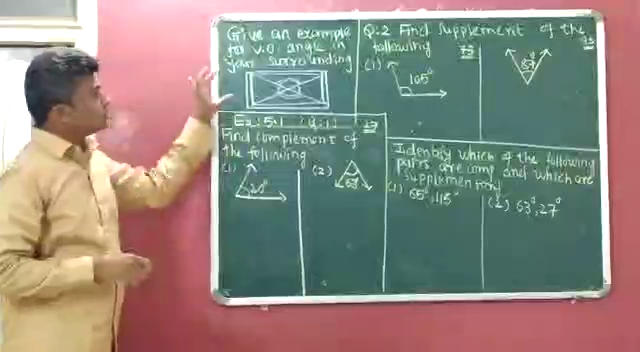 Give an example
for V.O. angle in
your surrounding
Q.2 Find Supplement of the
following
(1)
105°
87°
Ex: 5.1 Q.1
Find complement of
the following
(1)
20°
(2)
63°
Identify which of the following
pairs are comp and which are
supplementary
(1) 65°, 115°
(2) 63°, 27°